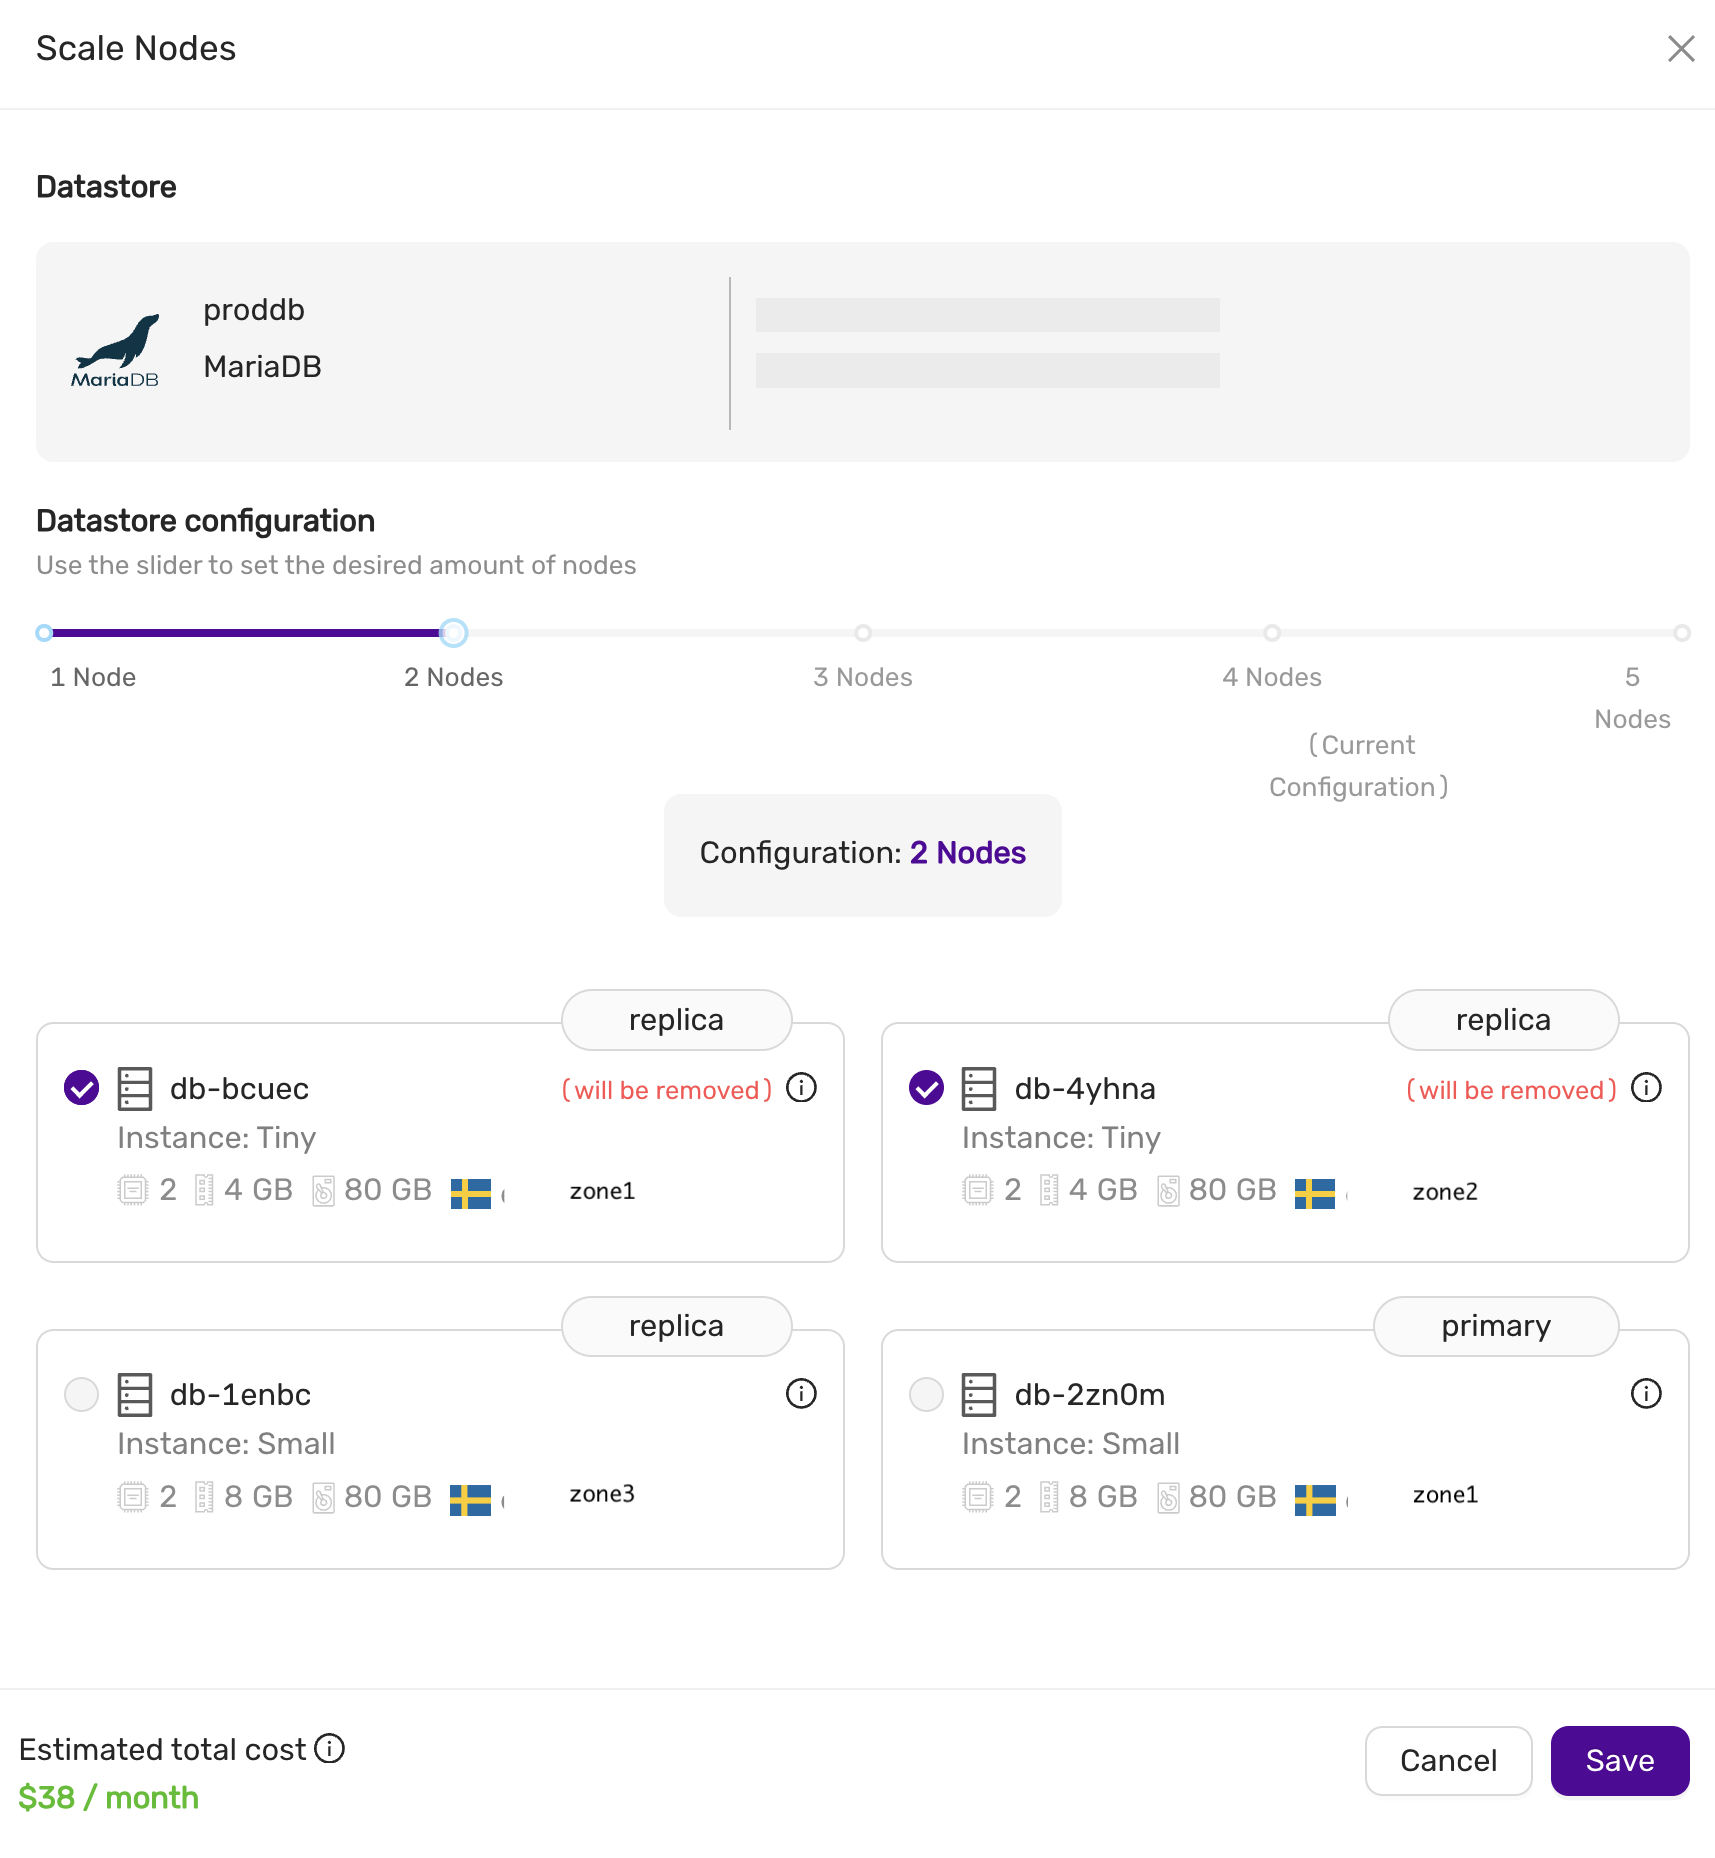 Scale Nodes
Datastore
proddb
MariaDB
MariaDB
Datastore configuration
Use the slider to set the desired amount of nodes
1 Node
2 Nodes
3 Nodes
4 Nodes
(Current
Configuration)
5
Nodes
Configuration: 2 Nodes
replica
db-bcuec
(will be removed)
Instance: Tiny
2 4 GB 80 GB zone1
replica
db-4yhna
(will be removed)
Instance: Tiny
2 4 GB 80 GB zone2
replica
db-1enbc
Instance: Small
2 8 GB 80 GB zone3
primary
db-2zn0m
Instance: Small
2 8 GB 80 GB zone1
Estimated total cost
$38 / month
Cancel
Save